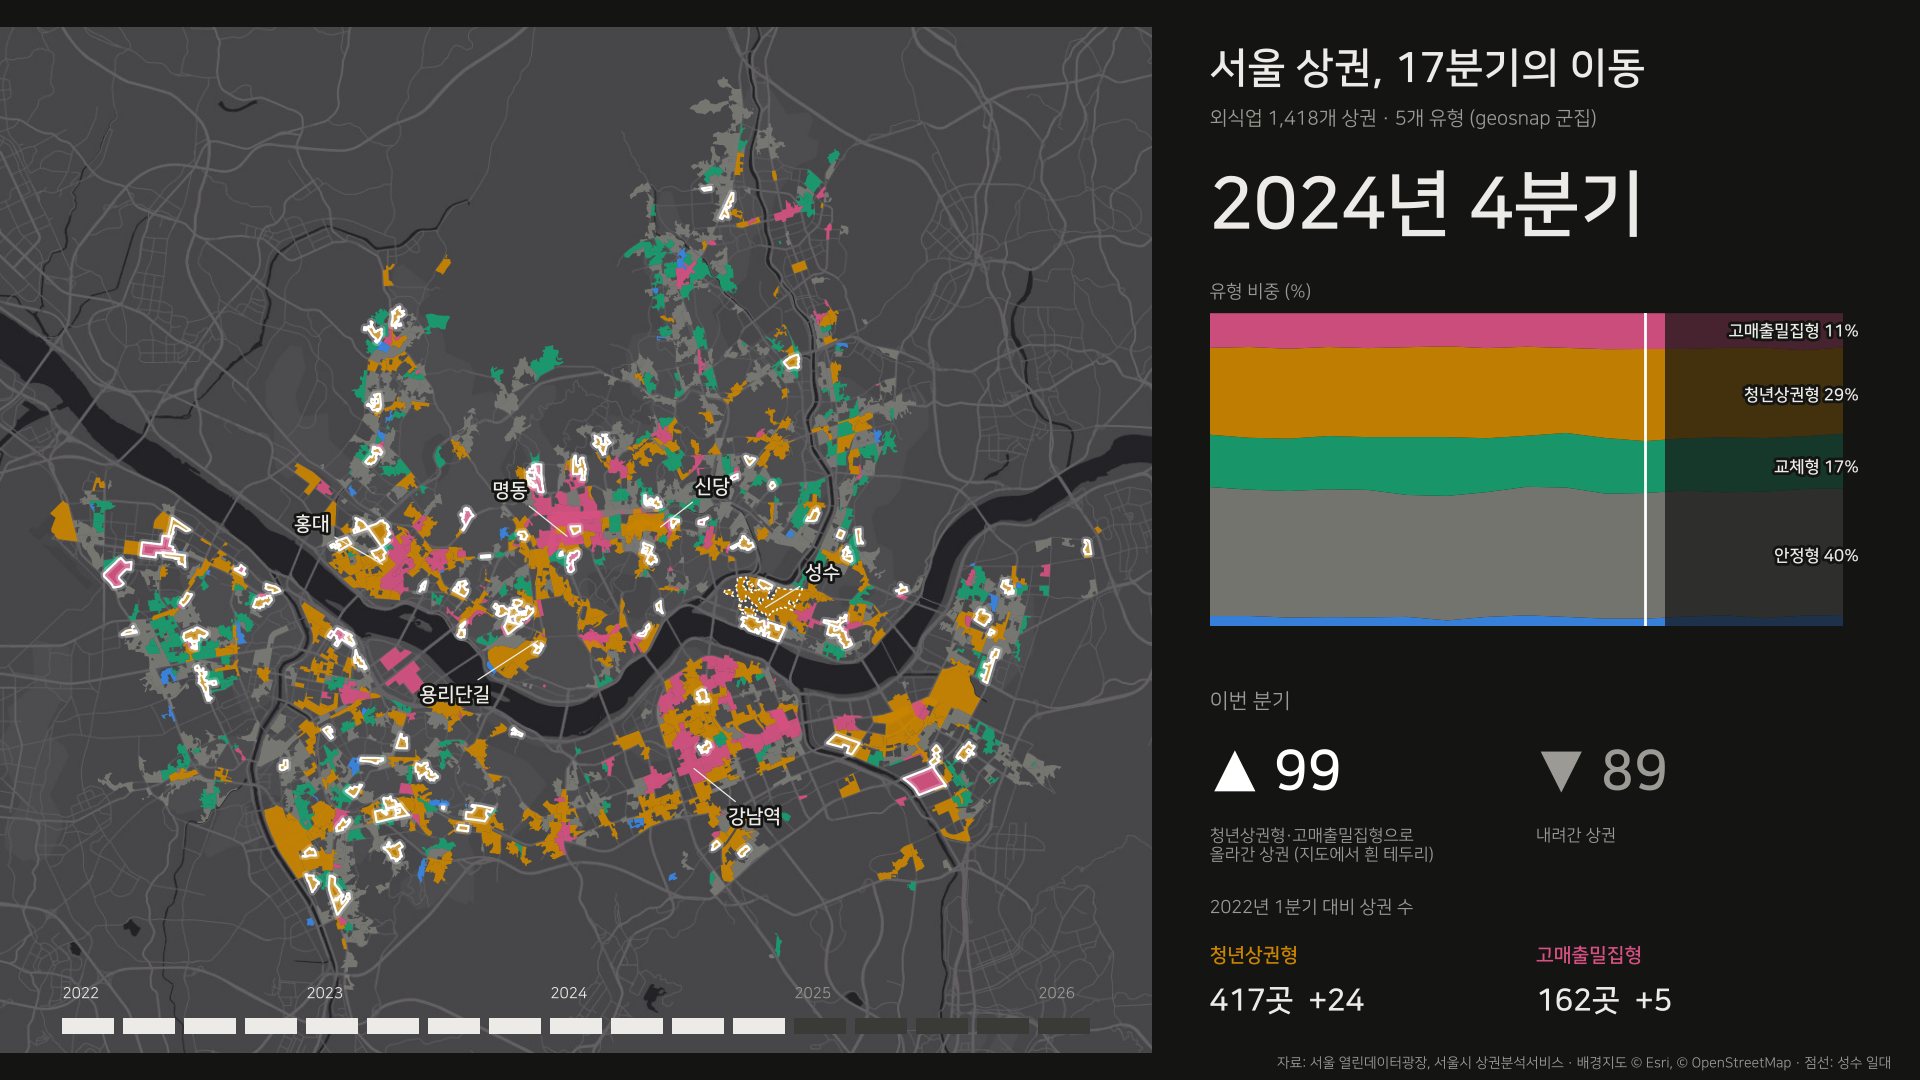 서울 상권, 17분기의 이동
외식업 1,418개 상권 · 5개 유형 (geosnap 군집)
2024년 4분기
유형 비중 (%)
고매출밀집형 11%
청년상권형 29%
교체형 17%
안정형 40%
이번 분기
▲ 99
▼ 89
청년상권형·고매출밀집형으로
올라간 상권 (지도에서 흰 테두리)
내려간 상권
2022년 1분기 대비 상권 수
청년상권형
고매출밀집형
417곳 +24
162곳 +5
명동
신당
홍대
성수
용리단길
강남역
2022
2023
2024
2025
2026
자료: 서울 열린데이터광장, 서울시 상권분석서비스 · 배경지도 © Esri, © OpenStreetMap · 점선: 성수 일대